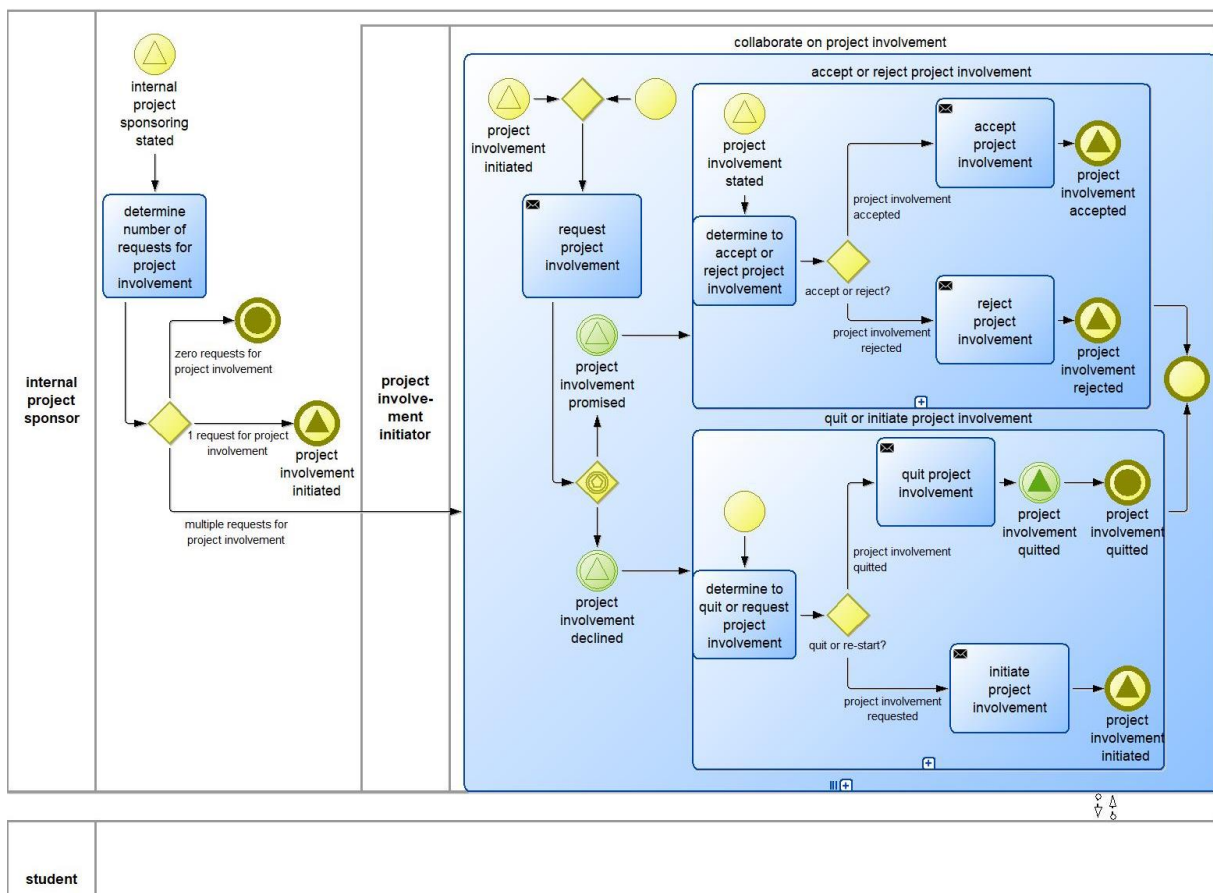 collaborate on project involvement
accept or reject project involvement
internal
project
sponsoring
stated
project
involvement
initiated
project
involvement
stated
accept
project
involvement
project
involvement
accepted
determine
number of
requests for
project
involvement
request
project
involvement
project involvement
accepted
determine to
accept or
reject project
involvement
accept or reject?
reject
project
involvement
project involvement
rejected
project
involvement
rejected
zero requests for
project involvement
project
involvement
promised
internal
project
sponsor
project
involve-
ment
initiator
1 request for project
involvement
project
involvement
initiated
quit or initiate project involvement
quit project
involvement
project
involvement
quitted
project
involvement
quitted
multiple requests for
project involvement
project involvement
quitted
project
involvement
declined
determine to
quit or request
project
involvement
quit or re-start?
initiate
project
involvement
project involvement
requested
project
involvement
initiated
student